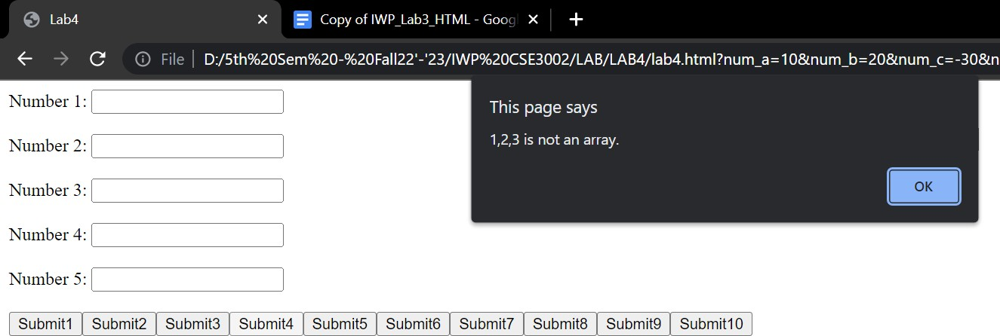 Lab4
Copy of IWP_Lab3_HTML - Goog
File
D:/5th%20Sem%20-%20Fall22'-'23/IWP%20CSE3002/LAB/LAB4/lab4.html?num_a=10&num_b=20&num_c=-30&n
This page says
1,2,3 is not an array.
OK
Number 1:
Number 2:
Number 3:
Number 4:
Number 5:
Submit1 Submit2 Submit3 Submit4 Submit5 Submit6 Submit7 Submit8 Submit9 Submit10